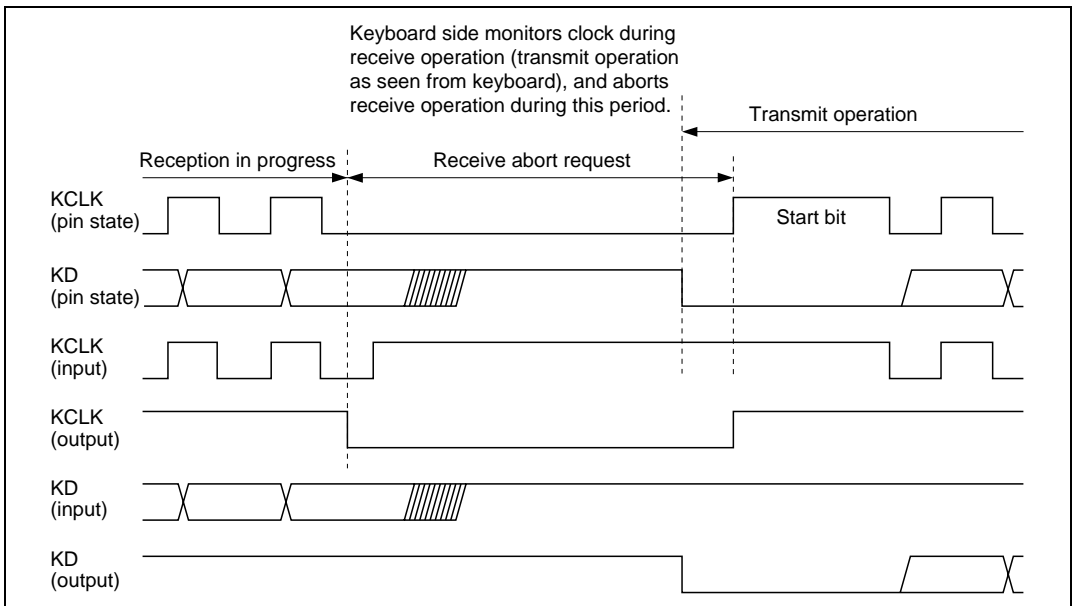 Keyboard side monitors clock during
receive operation (transmit operation
as seen from keyboard), and aborts
receive operation during this period.
Transmit operation
Reception in progress
Receive abort request
KCLK
(pin state)
Start bit
KD
(pin state)
KCLK
(input)
KCLK
(output)
KD
(input)
KD
(output)